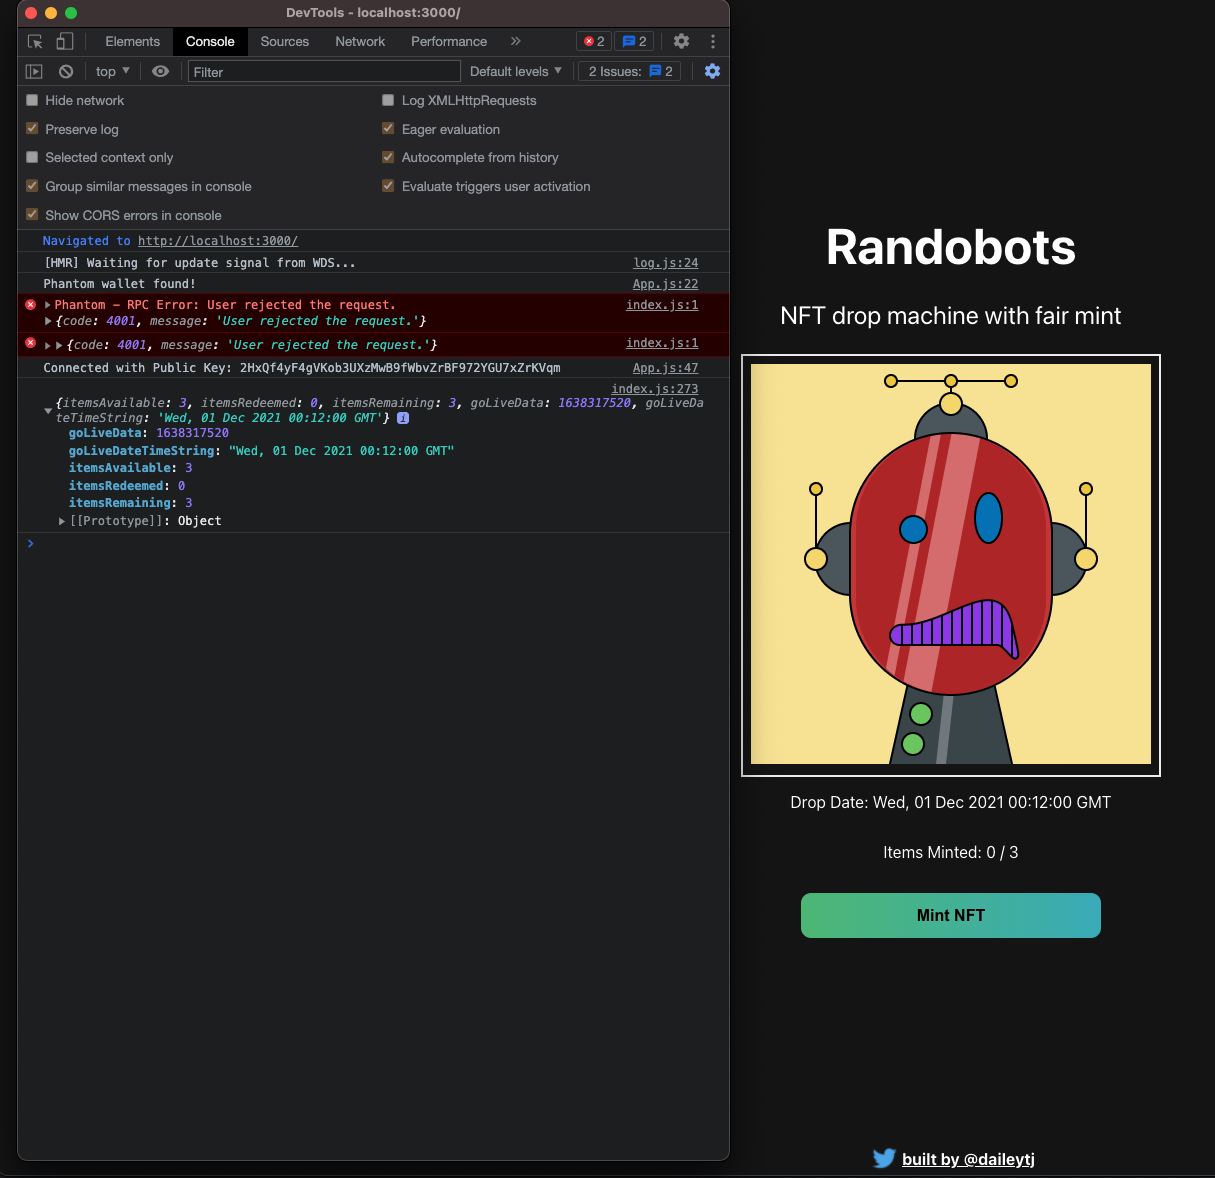 DevTools - localhost:3000/
Elements Console Sources Network Performance » 2 2
top ▼ Filter Default levels ▼ 2 Issues: 2
Hide network Log XMLHttpRequests
Preserve log Eager evaluation
Selected context only Autocomplete from history
Group similar messages in console Evaluate triggers user activation
Show CORS errors in console
Navigated to http://localhost:3000/
[HMR] Waiting for update signal from WDS... log.js:24
Phantom wallet found! App.js:22
Phantom – RPC Error: User rejected the request. index.js:1
{code: 4001, message: 'User rejected the request.'}
{code: 4001, message: 'User rejected the request.'} index.js:1
Connected with Public Key: 2HxQf4yF4gVKob3UXzMwB9fWbvZrBF972YGU7xZrKVqm App.js:47
index.js:273
{itemsAvailable: 3, itemsRedeemed: 0, itemsRemaining: 3, goLiveData: 1638317520, goLiveDa
teTimeString: 'Wed, 01 Dec 2021 00:12:00 GMT'} i
goLiveData: 1638317520
goLiveDateTimeString: "Wed, 01 Dec 2021 00:12:00 GMT"
itemsAvailable: 3
itemsRedeemed: 0
itemsRemaining: 3
[[Prototype]]: Object
Randobots
NFT drop machine with fair mint
Drop Date: Wed, 01 Dec 2021 00:12:00 GMT
Items Minted: 0 / 3
Mint NFT
built by @daileytj